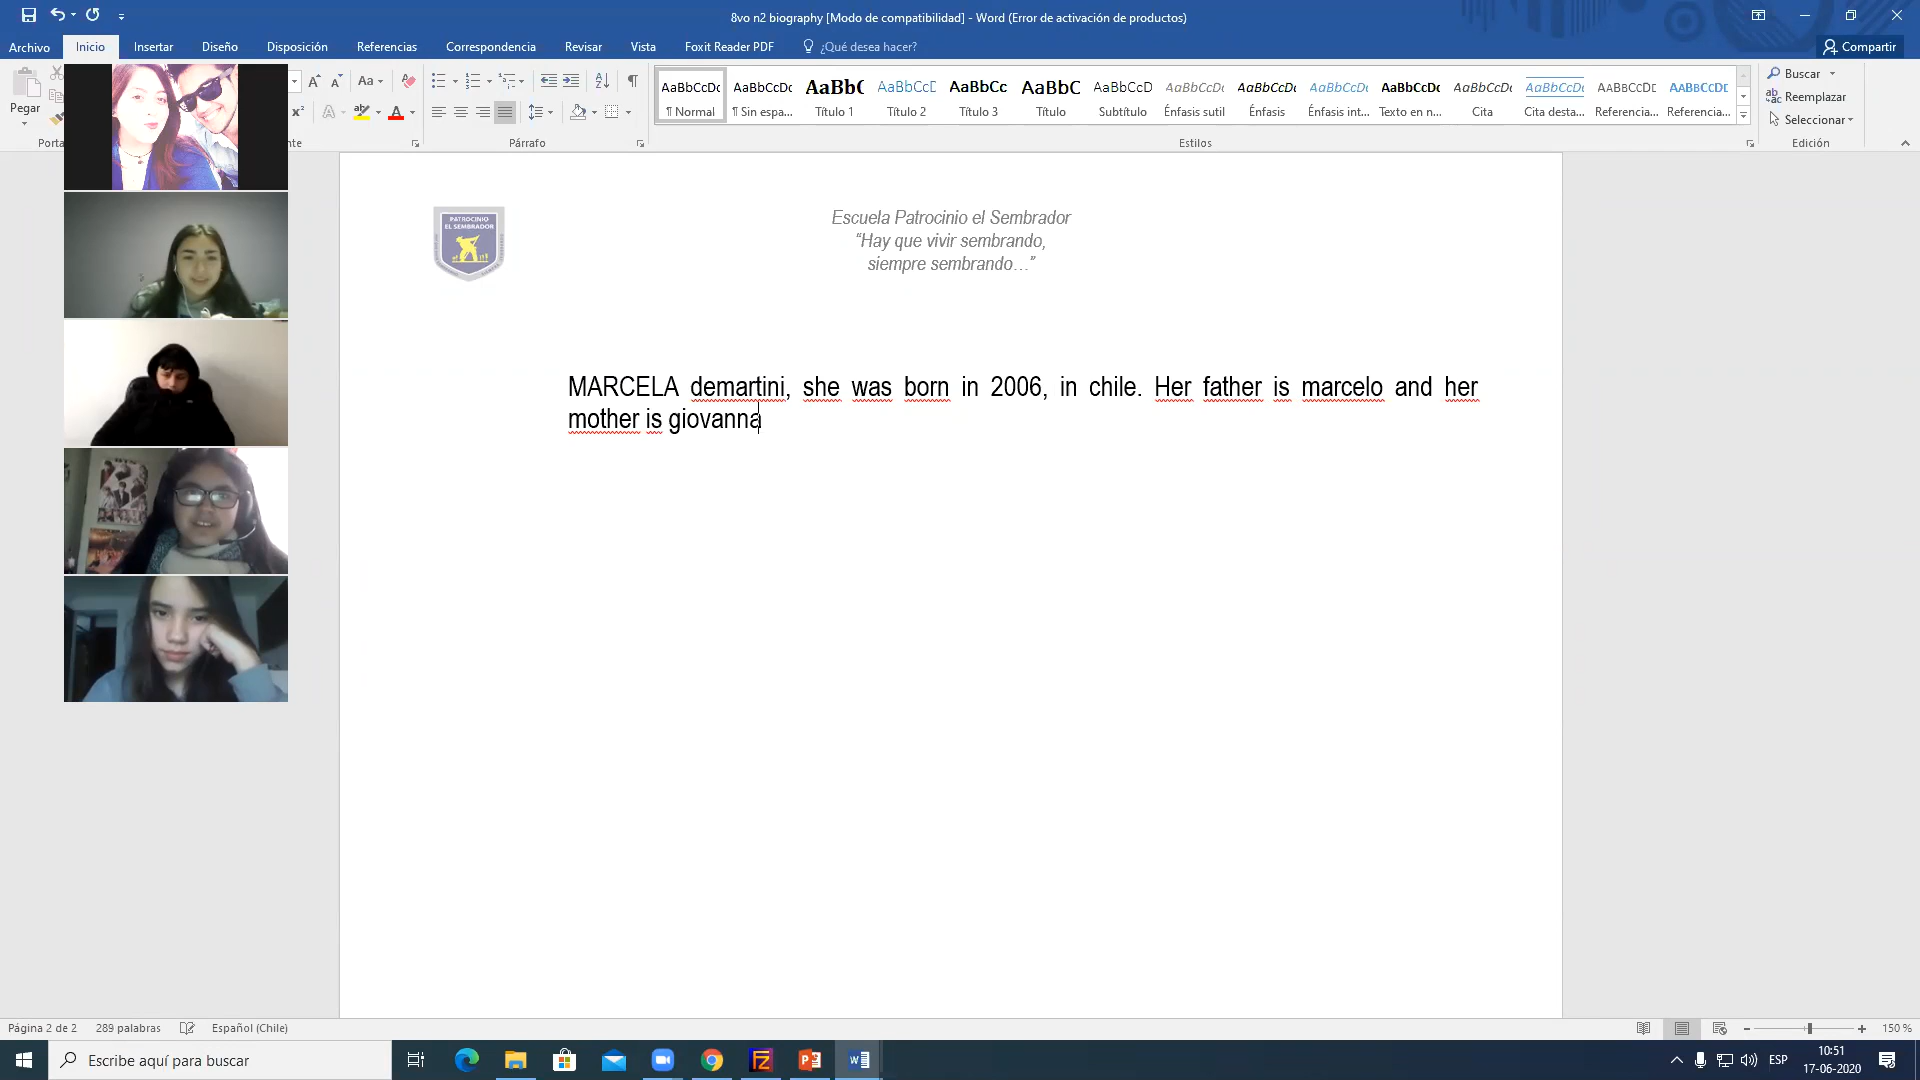 8vo n2 biography [Modo de compatibilidad] - Word (Error de activación de productos)
Archivo Inicio Insertar Diseño Disposición Referencias Correspondencia Revisar Vista Foxit Reader PDF ¿Qué desea hacer? Compartir
Pegar
Aa
AaBbCcDc AaBbCcDc AaBbC AaBbCcD AaBbCc AaBbC AaBbCcD AaBbCcDc AaBbCcDc AaBbCcDc AaBbCcDc AaBbCcDc AaBbCcDc AABBCCDE AABBCCDE
¶ Normal ¶ Sin espa... Título 1 Título 2 Título 3 Título Subtítulo Énfasis sutil Énfasis Énfasis int... Texto en n... Cita Cita desta... Referencia... Referencia...
Buscar
Reemplazar
Seleccionar
Porta
nte
Párrafo
Estilos
Edición
PATROCINIO
EL SEMBRADOR
Escuela Patrocinio el Sembrador
“Hay que vivir sembrando,
siempre sembrando…”
MARCELA demartini, she was born in 2006, in chile. Her father is marcelo and her
mother is giovanna
Página 2 de 2 289 palabras Español (Chile) 150 %
Escribe aquí para buscar
ESP
10:51
17-06-2020